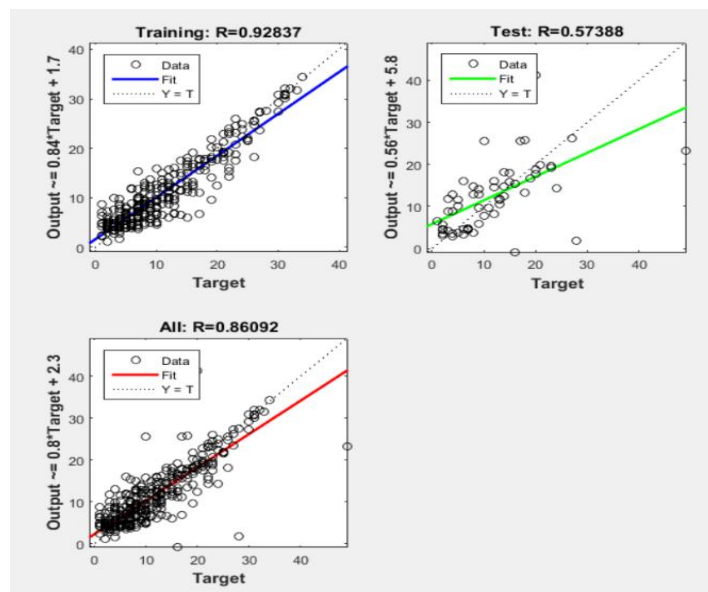 Training: R=0.92837
Output ~= 0.84*Target + 1.7
Data
Fit
Y = T
40
30
20
10
0
0 10 20 30 40
Target
Test: R=0.57388
Output ~= 0.56*Target + 5.8
Data
Fit
Y = T
40
30
20
10
0
0 10 20 30 40
Target
All: R=0.86092
Output ~= 0.8*Target + 2.3
Data
Fit
Y = T
40
30
20
10
0
0 20 40
Target